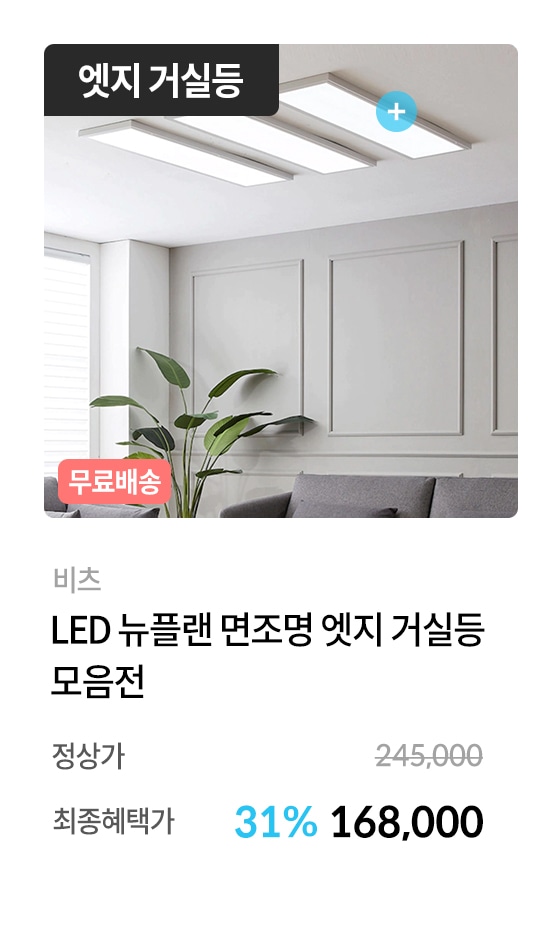 엣지 거실등
+
무료배송
비츠
LED 뉴플랜 면조명 엣지 거실등
모음전
정상가 245,000
최종혜택가 31% 168,000